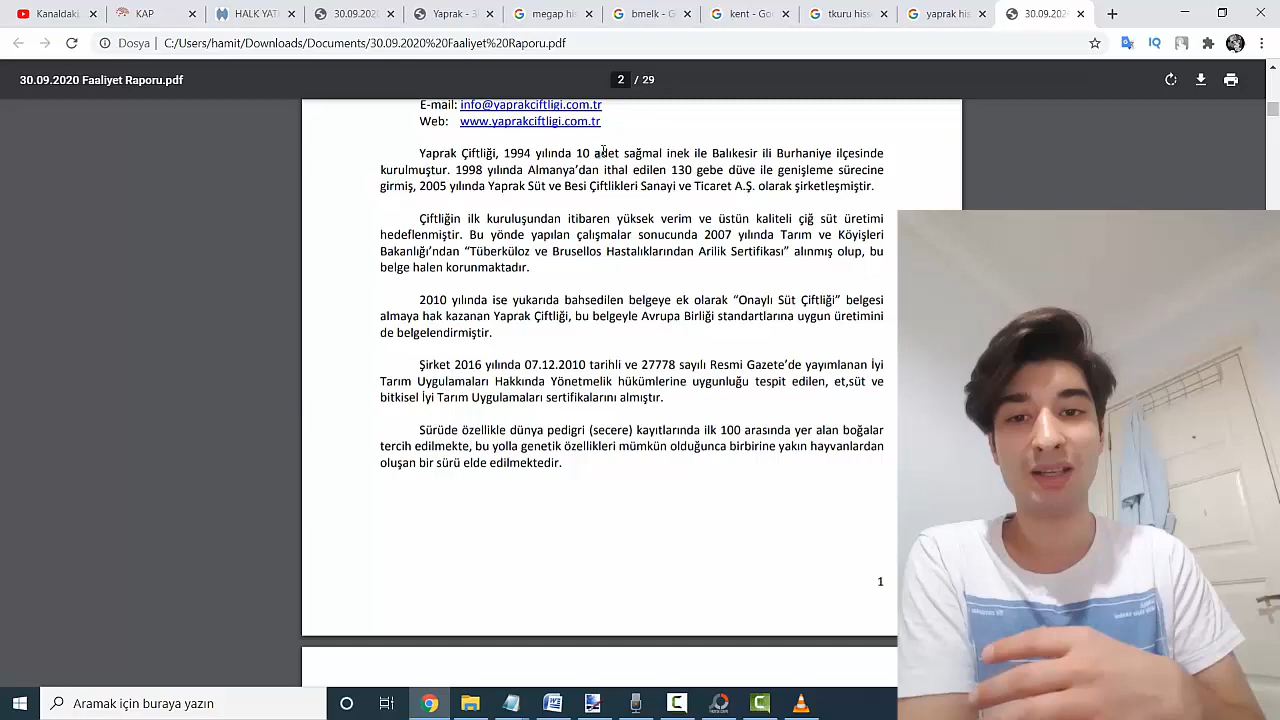 Kanaldaki
KAP
HALK YAT
30.09.202
Yaprak - 3
megap his
bmelk - G
kent - Go
tkuru hiss
yaprak his
30.09.202
Dosya | C:/Users/hamit/Downloads/Documents/30.09.2020%20Faaliyet%20Raporu.pdf
IQ
30.09.2020 Faaliyet Raporu.pdf
2 / 29
E-mail: info@yaprakciftligi.com.tr
Web: www.yaprakciftligi.com.tr
Yaprak Çiftliği, 1994 yılında 10 adet sağmal inek ile Balıkesir ili Burhaniye ilçesinde
kurulmuştur. 1998 yılında Almanya’dan ithal edilen 130 gebe düve ile genişleme sürecine
girmiş, 2005 yılında Yaprak Süt ve Besi Çiftlikleri Sanayi ve Ticaret A.Ş. olarak şirketleşmiştir.
Çiftliğin ilk kuruluşundan itibaren yüksek verim ve üstün kaliteli çiğ süt üretimi
hedeflenmiştir. Bu yönde yapılan çalışmalar sonucunda 2007 yılında Tarım ve Köyişleri
Bakanlığı’ndan “Tüberküloz ve Brusellos Hastalıklarından Arilik Sertifikası” alınmış olup, bu
belge halen korunmaktadır.
2010 yılında ise yukarıda bahsedilen belgeye ek olarak “Onaylı Süt Çiftliği” belgesi
almaya hak kazanan Yaprak Çiftliği, bu belgeyle Avrupa Birliği standartlarına uygun üretimini
de belgelendirmiştir.
Şirket 2016 yılında 07.12.2010 tarihli ve 27778 sayılı Resmi Gazete’de yayımlanan İyi
Tarım Uygulamaları Hakkında Yönetmelik hükümlerine uygunluğu tespit edilen, et,süt ve
bitkisel İyi Tarım Uygulamaları sertifikalarını almıştır.
Sürüde özellikle dünya pedigri (secere) kayıtlarında ilk 100 arasında yer alan boğalar
tercih edilmekte, bu yolla genetik özellikleri mümkün olduğunca birbirine yakın hayvanlardan
oluşan bir sürü elde edilmektedir.
1
Aramak için buraya yazın